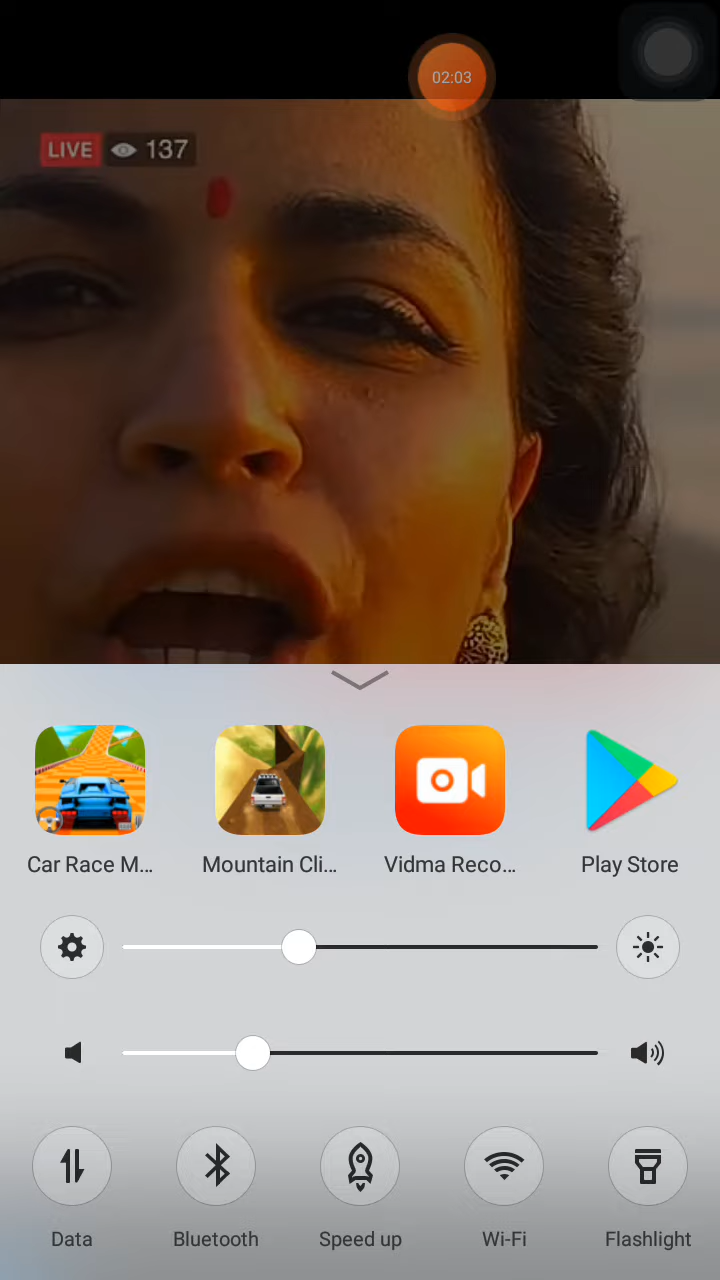 02:03
LIVE 137
Car Race M...
Mountain Cli...
Vidma Reco...
Play Store
Data
Bluetooth
Speed up
Wi-Fi
Flashlight